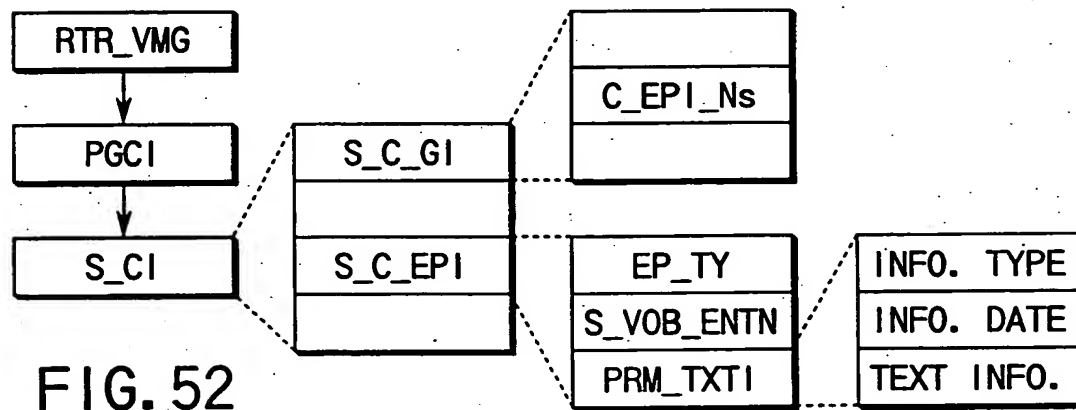 RTR_VMG
PGCI
S_CI
S_C_GI
S_C_EPI
C_EPI_Ns
EP_TY
S_VOB_ENTN
PRM_TXTI
INFO. TYPE
INFO. DATE
TEXT INFO.
FIG. 52